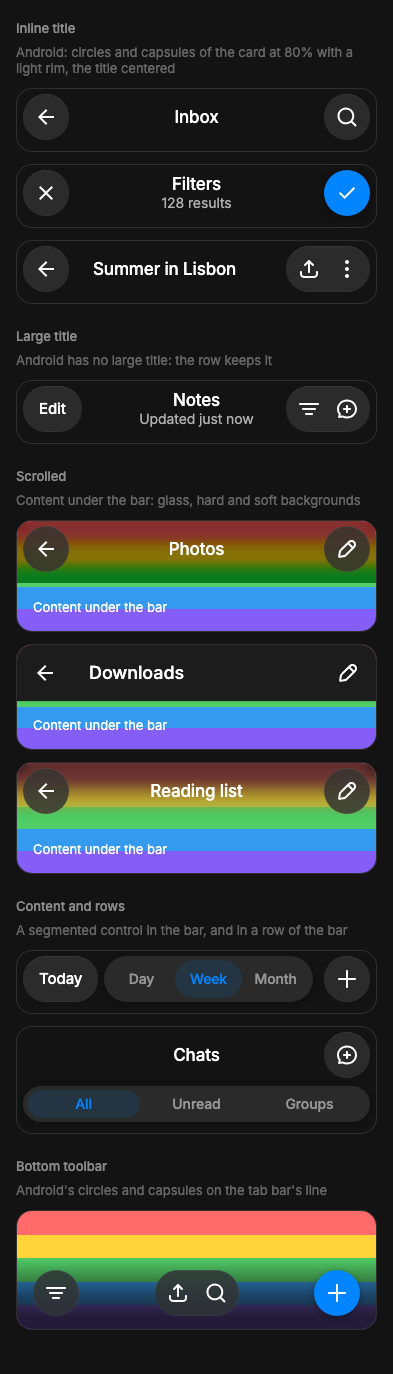 Inline title
Android: circles and capsules of the card at 80% with a
light rim, the title centered
Inbox
Filters
128 results
Summer in Lisbon
Large title
Android has no large title: the row keeps it
Edit
Notes
Updated just now
Scrolled
Content under the bar: glass, hard and soft backgrounds
Photos
Content under the bar
Downloads
Content under the bar
Reading list
Content under the bar
Content and rows
A segmented control in the bar, and in a row of the bar
Today Day Week Month
Chats
All Unread Groups
Bottom toolbar
Android's circles and capsules on the tab bar's line